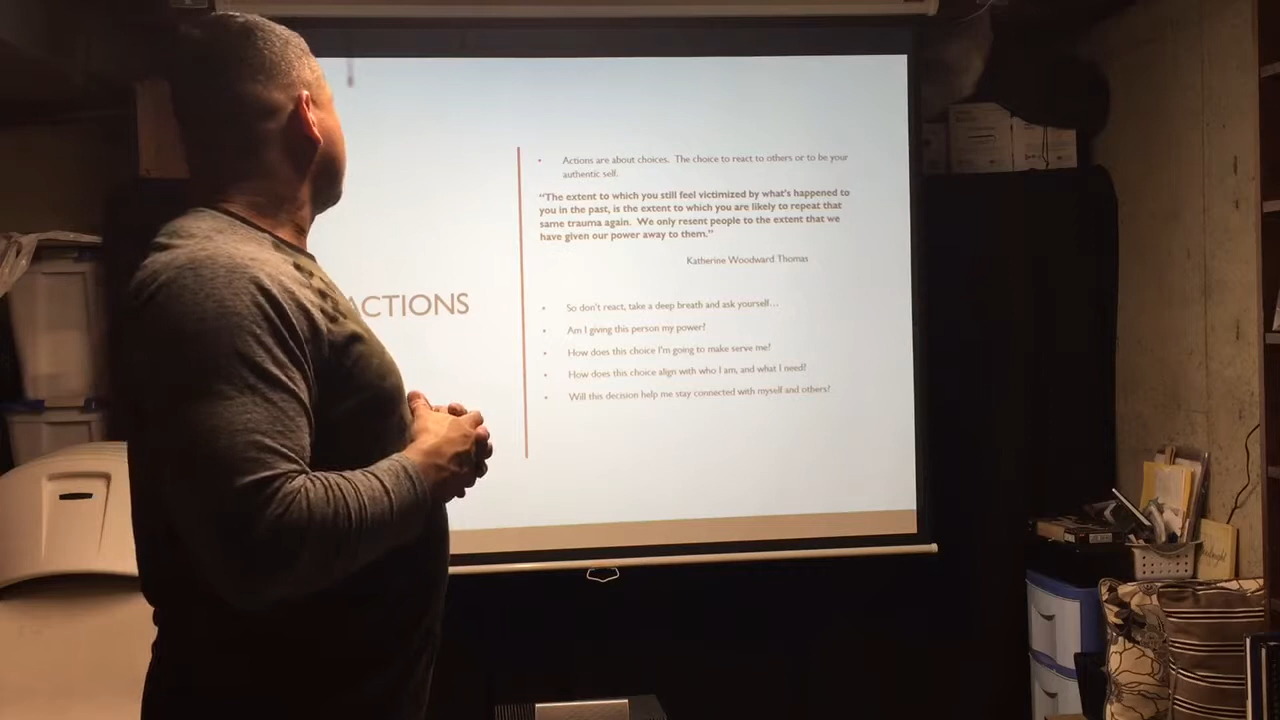 ACTIONS
• Actions are about choices. The choice to react to others or to be your
authentic self.
“The extent to which you still feel victimized by what's happened to
you in the past, is the extent to which you are likely to repeat that
same trauma again. We only resent people to the extent that we
have given our power away to them.”
Katherine Woodward Thomas
• So don't react, take a deep breath and ask yourself…
• Am I giving this person my power?
• How does this choice I'm going to make serve me?
• How does this choice align with who I am, and what I need?
• Will this decision help me stay connected with myself and others?